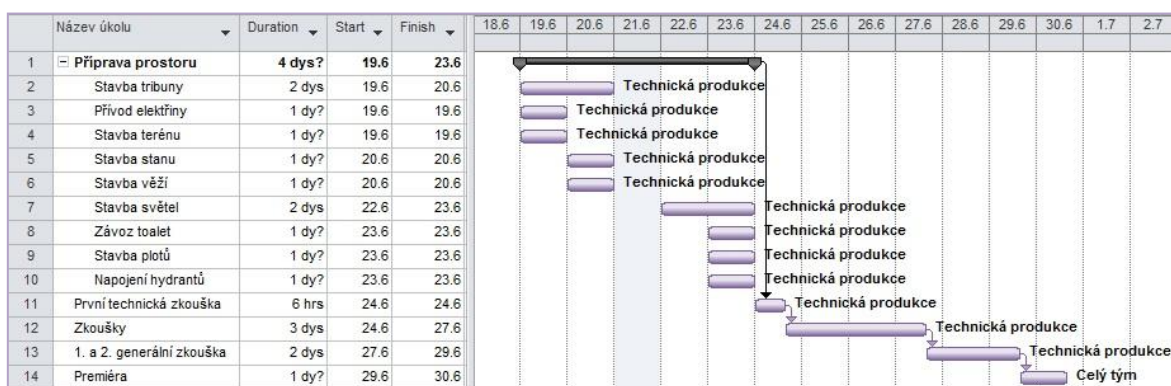 Název úkolu Duration Start Finish 18.6 19.6 20.6 21.6 22.6 23.6 24.6 25.6 26.6 27.6 28.6 29.6 30.6 1.7 2.7
1 Příprava prostoru 4 dys? 19.6 23.6
2 Stavba tribuny 2 dys 19.6 20.6 Technická produkce
3 Přívod elektřiny 1 dy? 19.6 19.6 Technická produkce
4 Stavba terénu 1 dy? 19.6 19.6 Technická produkce
5 Stavba stanu 1 dy? 20.6 20.6 Technická produkce
6 Stavba věží 1 dy? 20.6 20.6 Technická produkce
7 Stavba světel 2 dys 22.6 23.6 Technická produkce
8 Závoz toalet 1 dy? 23.6 23.6 Technická produkce
9 Stavba plotů 1 dy? 23.6 23.6 Technická produkce
10 Napojení hydrantů 1 dy? 23.6 23.6 Technická produkce
11 První technická zkouška 6 hrs 24.6 24.6 Technická produkce
12 Zkoušky 3 dys 24.6 27.6 Technická produkce
13 1. a 2. generální zkouška 2 dys 27.6 29.6 Technická produkce
14 Premiéra 1 dy? 29.6 30.6 Celý tým